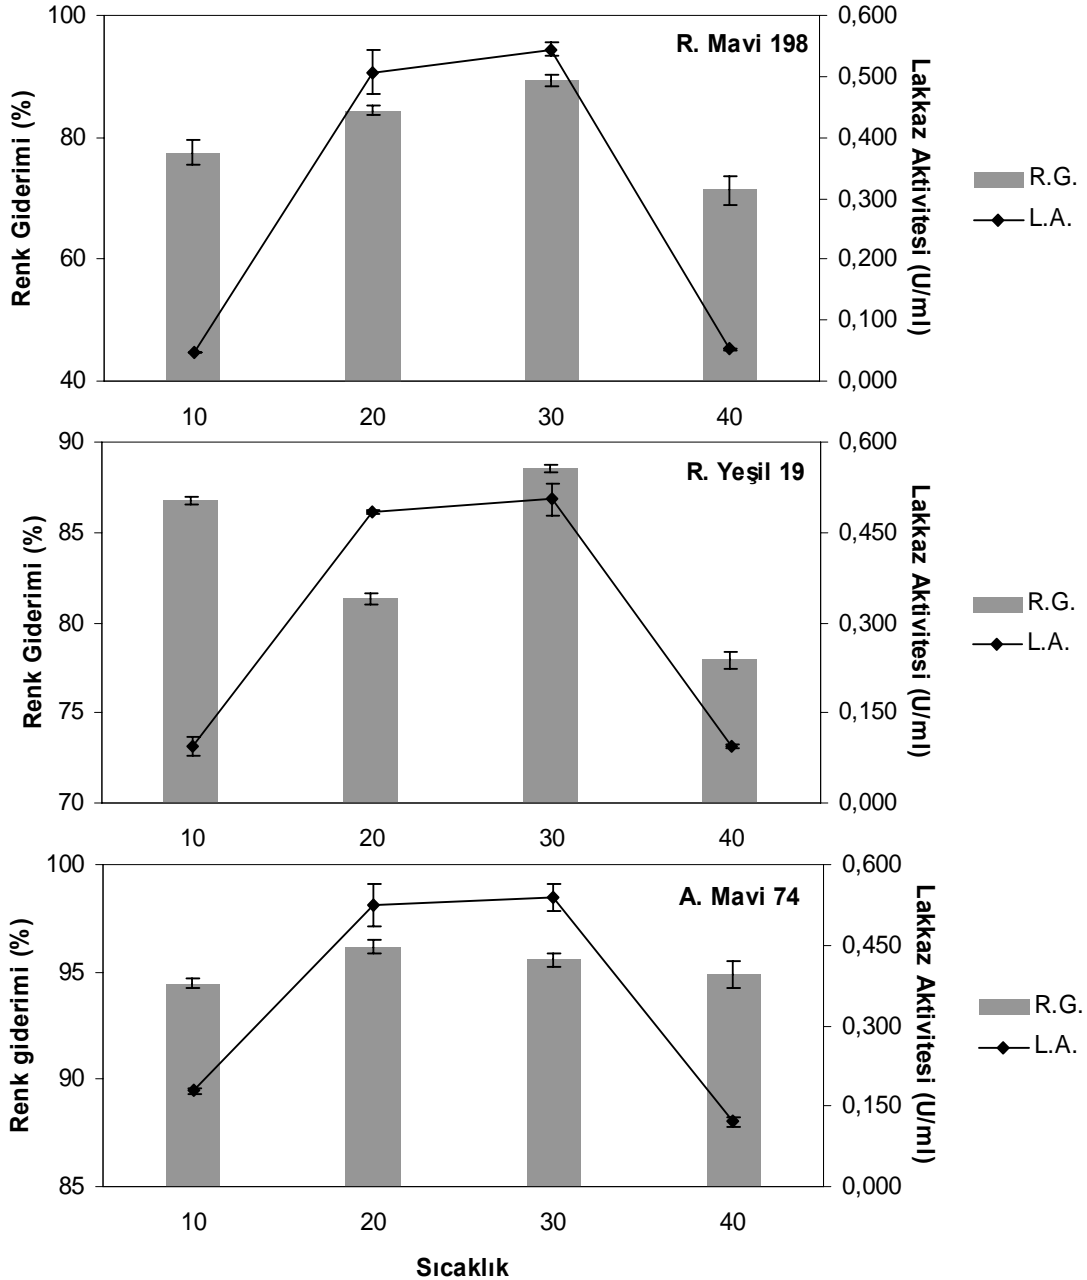 R. Mavi 198
Renk Giderimi (%)
100
80
60
40
0,600
0,500
0,400
0,300
0,200
0,100
0,000
Lakkaz Aktivitesi (U/ml)
10 20 30 40
R.G.
L.A.
R. Yeşil 19
Renk Giderimi (%)
90
85
80
75
70
0,600
0,450
0,300
0,150
0,000
Lakkaz Aktivitesi (U/ml)
10 20 30 40
R.G.
L.A.
A. Mavi 74
Renk giderimi (%)
100
95
90
85
0,600
0,450
0,300
0,150
0,000
Lakkaz Aktivitesi (U/ml)
10 20 30 40
R.G.
L.A.
Sıcaklık